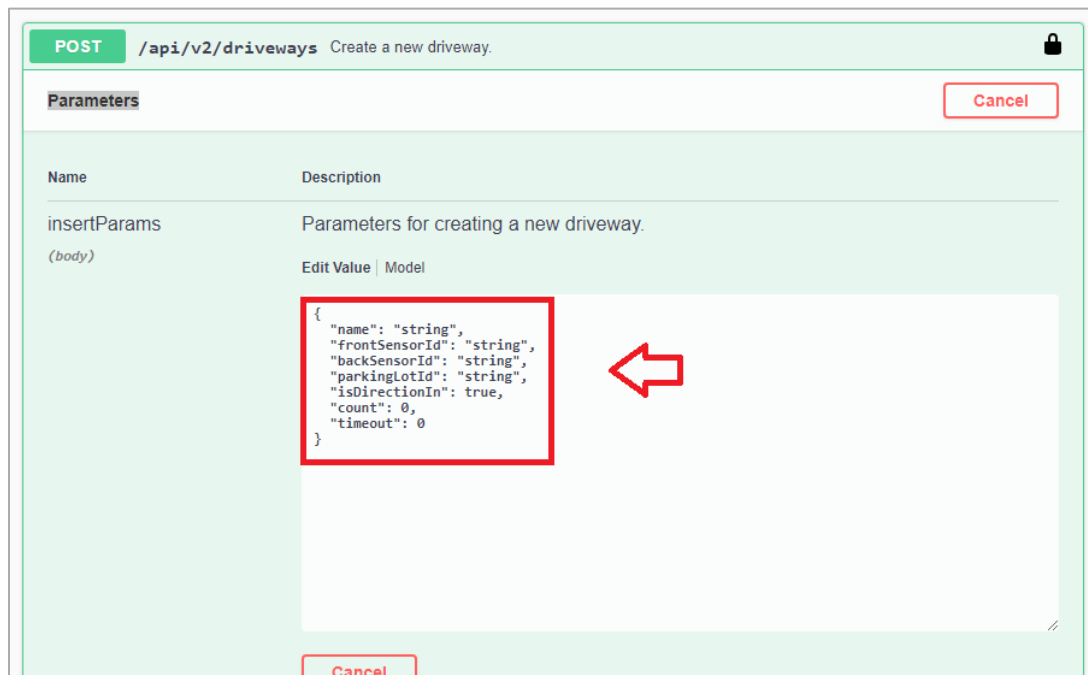 POST /api/v2/driveways Create a new driveway.
Parameters
Cancel
Name Description
insertParams Parameters for creating a new driveway.
(body)
Edit Value | Model
{
"name": "string",
"frontSensorId": "string",
"backSensorId": "string",
"parkingLotId": "string",
"isDirectionIn": true,
"count": 0,
"timeout": 0
}
Cancel